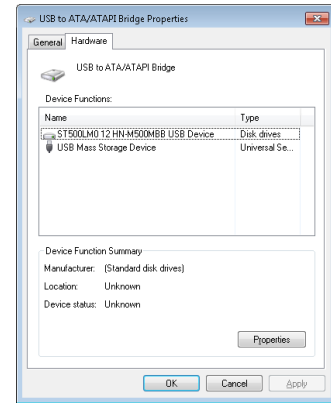 USB to ATA/ATAPI Bridge Properties
General Hardware
USB to ATA/ATAPI Bridge
Device Functions:
Name Type
ST500LM0 12 HN-M500MBB USB Device Disk drives
USB Mass Storage Device Universal Se...
Device Function Summary
Manufacturer: (Standard disk drives)
Location: Unknown
Device status: Unknown
Properties
OK Cancel Apply